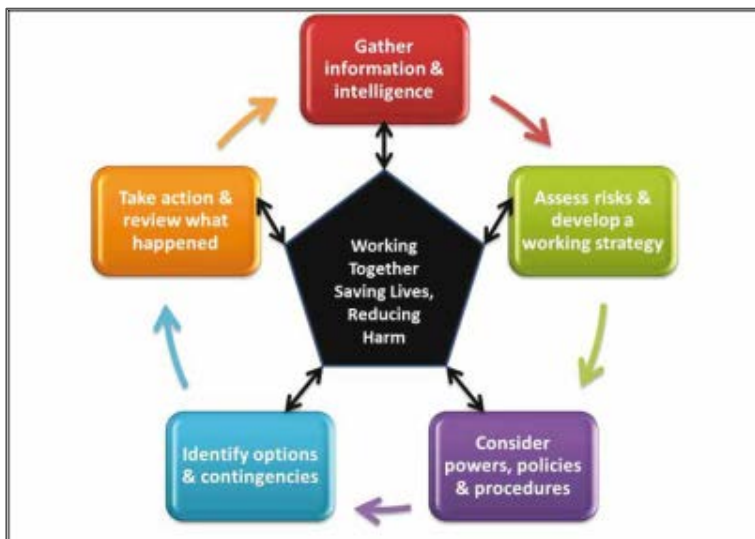 Gather
information &
intelligence
Assess risks &
develop a
working strategy
Consider
powers, policies
& procedures
Identify options
& contingencies
Take action &
review what
happened
Working
Together
Saving Lives,
Reducing
Harm